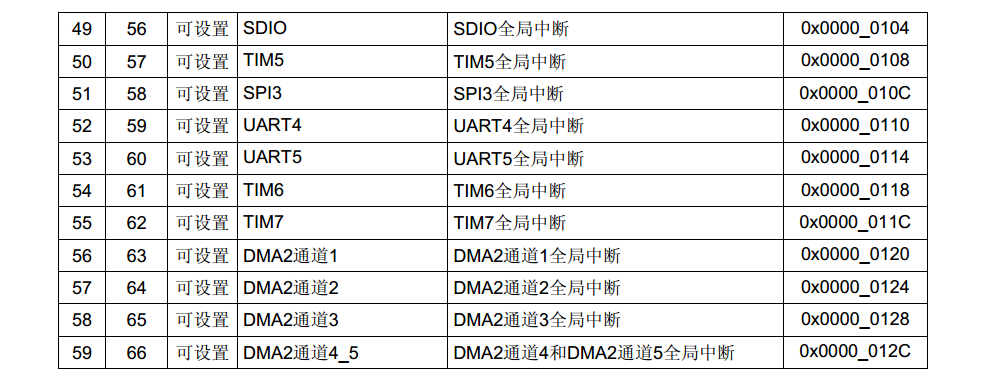 49 56 可设置 SDIO SDIO全局中断 0x0000_0104
50 57 可设置 TIM5 TIM5全局中断 0x0000_0108
51 58 可设置 SPI3 SPI3全局中断 0x0000_010C
52 59 可设置 UART4 UART4全局中断 0x0000_0110
53 60 可设置 UART5 UART5全局中断 0x0000_0114
54 61 可设置 TIM6 TIM6全局中断 0x0000_0118
55 62 可设置 TIM7 TIM7全局中断 0x0000_011C
56 63 可设置 DMA2通道1 DMA2通道1全局中断 0x0000_0120
57 64 可设置 DMA2通道2 DMA2通道2全局中断 0x0000_0124
58 65 可设置 DMA2通道3 DMA2通道3全局中断 0x0000_0128
59 66 可设置 DMA2通道4_5 DMA2通道4和DMA2通道5全局中断 0x0000_012C